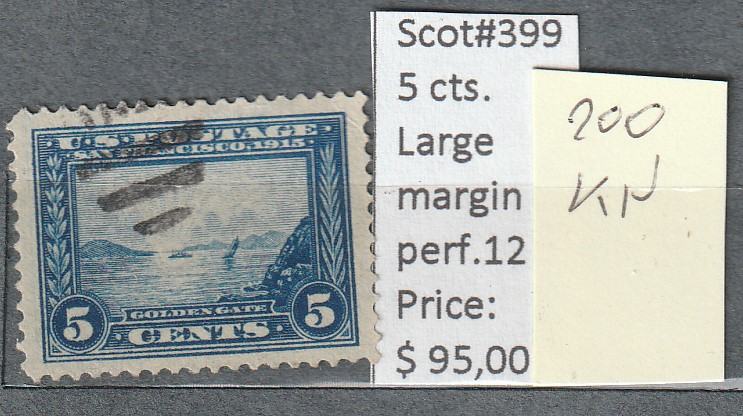 U.S. POSTAGE
SAN FRANCISCO 1915
GOLDEN GATE
5 CENTS 5
Scot#399
5 cts.
Large
margin
perf.12
Price:
$ 95,00
200
KN